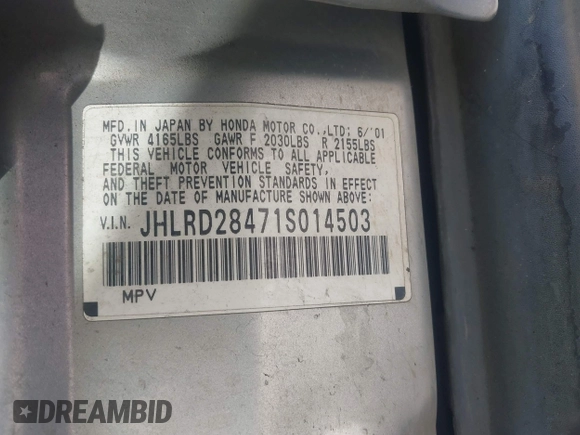 MFD. IN JAPAN BY HONDA MOTOR CO.,LTD: 6/'01
GVWR 4165LBS GAWR F 2030LBS R 2155LBS
THIS VEHICLE CONFORMS TO ALL APPLICABLE
FEDERAL MOTOR VEHICLE SAFETY,
AND THEFT PREVENTION STANDARDS IN EFFECT
ON THE DATE OF MANUFACTURE SHOWN ABOVE:
V.I.N. JHLRD28471S014503
MPV
DREAMBID